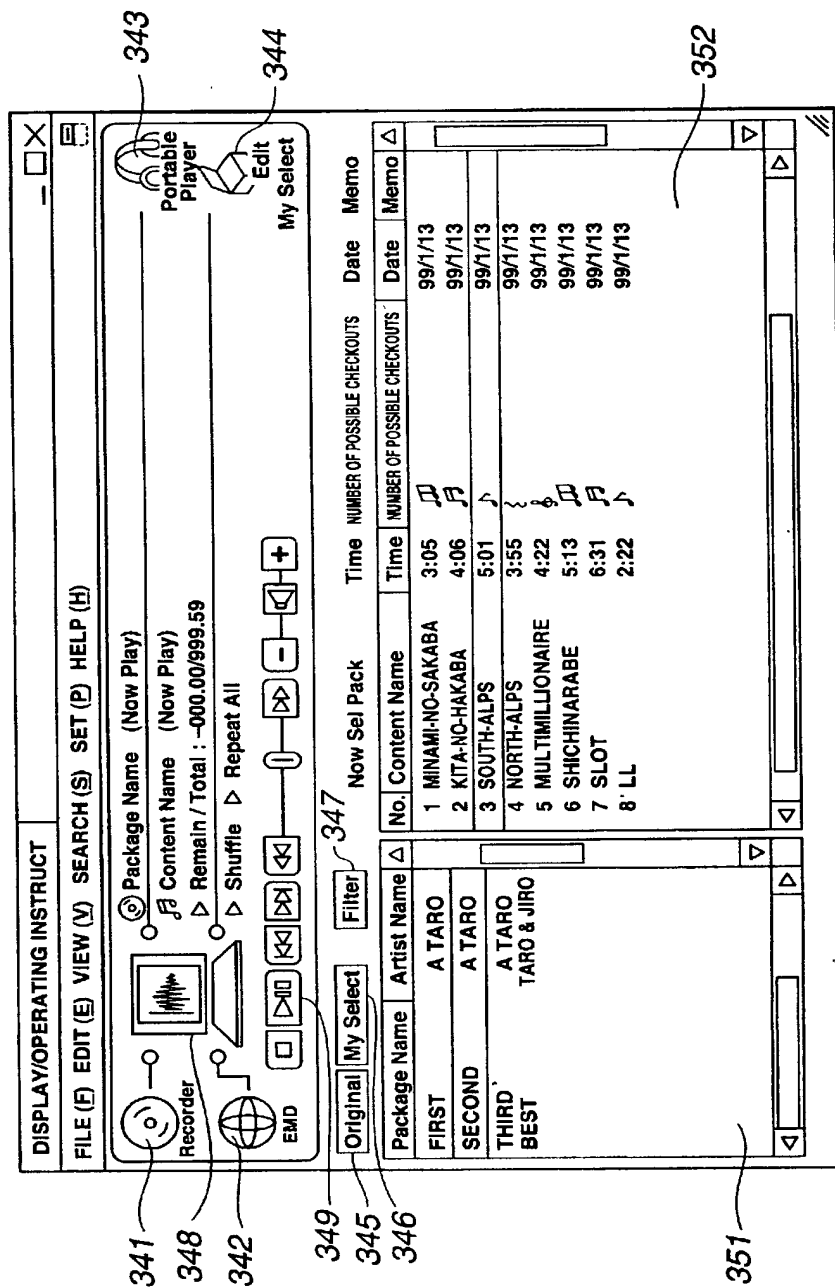 DISPLAY/OPERATING INSTRUCT
FILE (F) EDIT (E) VIEW (V) SEARCH (S) SET (P) HELP (H)
341
Recorder
348
342
EMD
Package Name (Now Play)
Content Name (Now Play)
Remain / Total : -000.00/999.59
Shuffle Repeat All
Portable
Player
343
Edit
My Select
344
349
345
Original
346
My Select
Filter
347
Now Sel Pack Time NUMBER OF POSSIBLE CHECKOUTS Date Memo
Package Name Artist Name
FIRST A TARO
SECOND A TARO
THIRD' A TARO
BEST TARO & JIRO
351
No. Content Name Time NUMBER OF POSSIBLE CHECKOUTS Date Memo
1 MINAMI-NO-SAKABA 3:05 99/1/13
2 KITA-NO-HAKABA 4:06 99/1/13
3 SOUTH-ALPS 5:01 99/1/13
4 NORTH-ALPS 3:55 99/1/13
5 MULTIMILLIONAIRE 4:22 99/1/13
6 SHICHINARABE 5:13 99/1/13
7 SLOT 6:31 99/1/13
8' LL 2:22 99/1/13
352